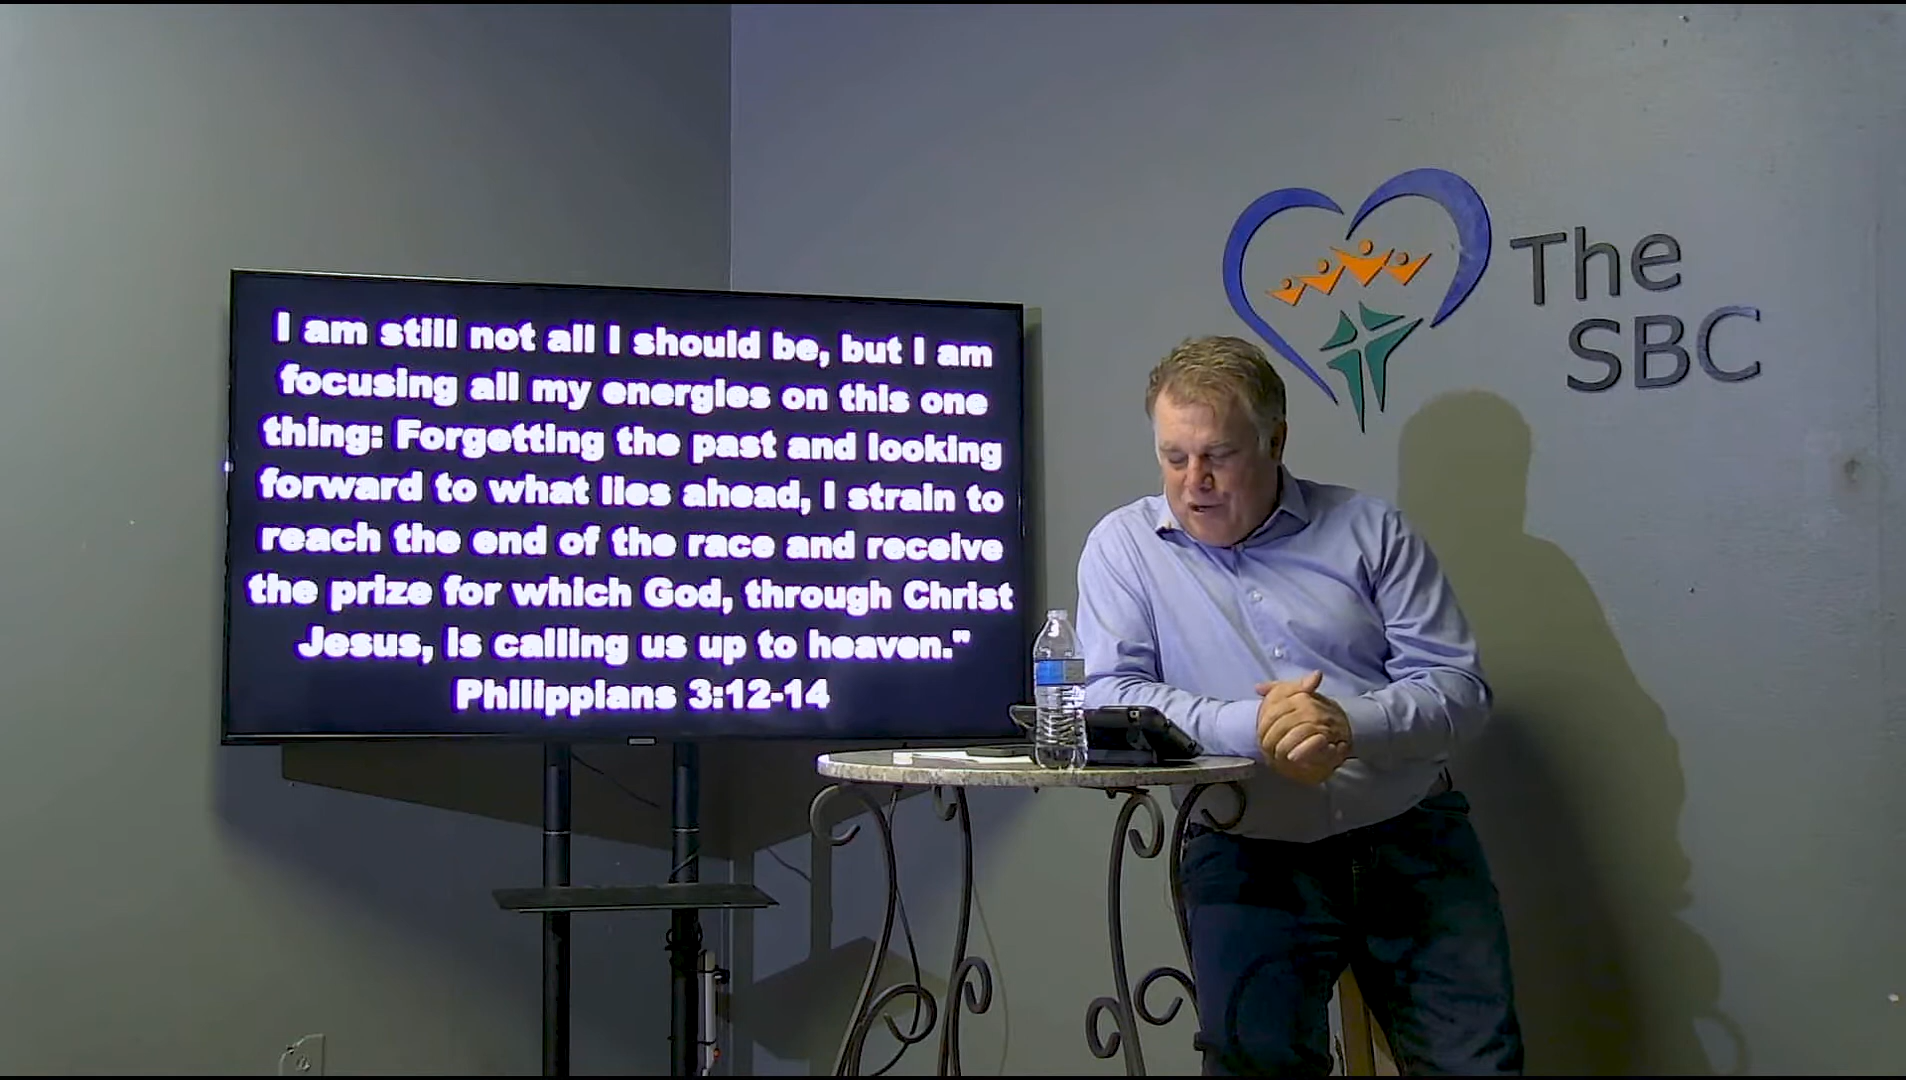 I am still not all I should be, but I am
focusing all my energies on this one
thing: Forgetting the past and looking
forward to what lies ahead, I strain to
reach the end of the race and receive
the prize for which God, through Christ
Jesus, is calling us up to heaven."
Philippians 3:12-14
The
SBC